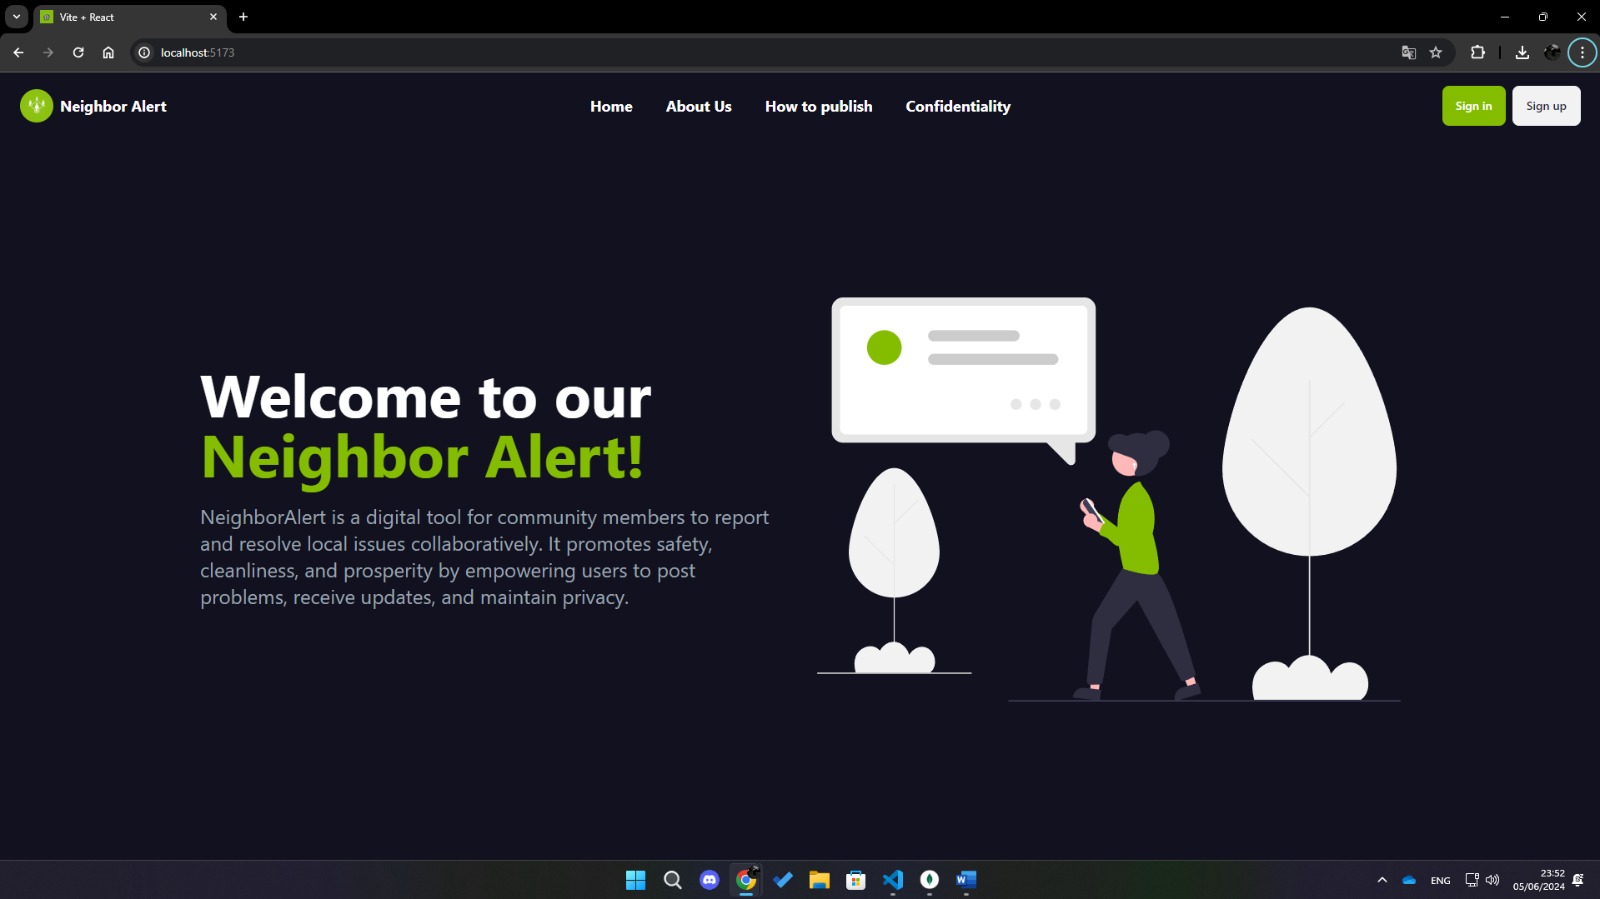 Vite + React
localhost:5173
Neighbor Alert
Home
About Us
How to publish
Confidentiality
Sign in
Sign up
Welcome to our
Neighbor Alert!
NeighborAlert is a digital tool for community members to report
and resolve local issues collaboratively. It promotes safety,
cleanliness, and prosperity by empowering users to post
problems, receive updates, and maintain privacy.
ENG
23:52
05/06/2024